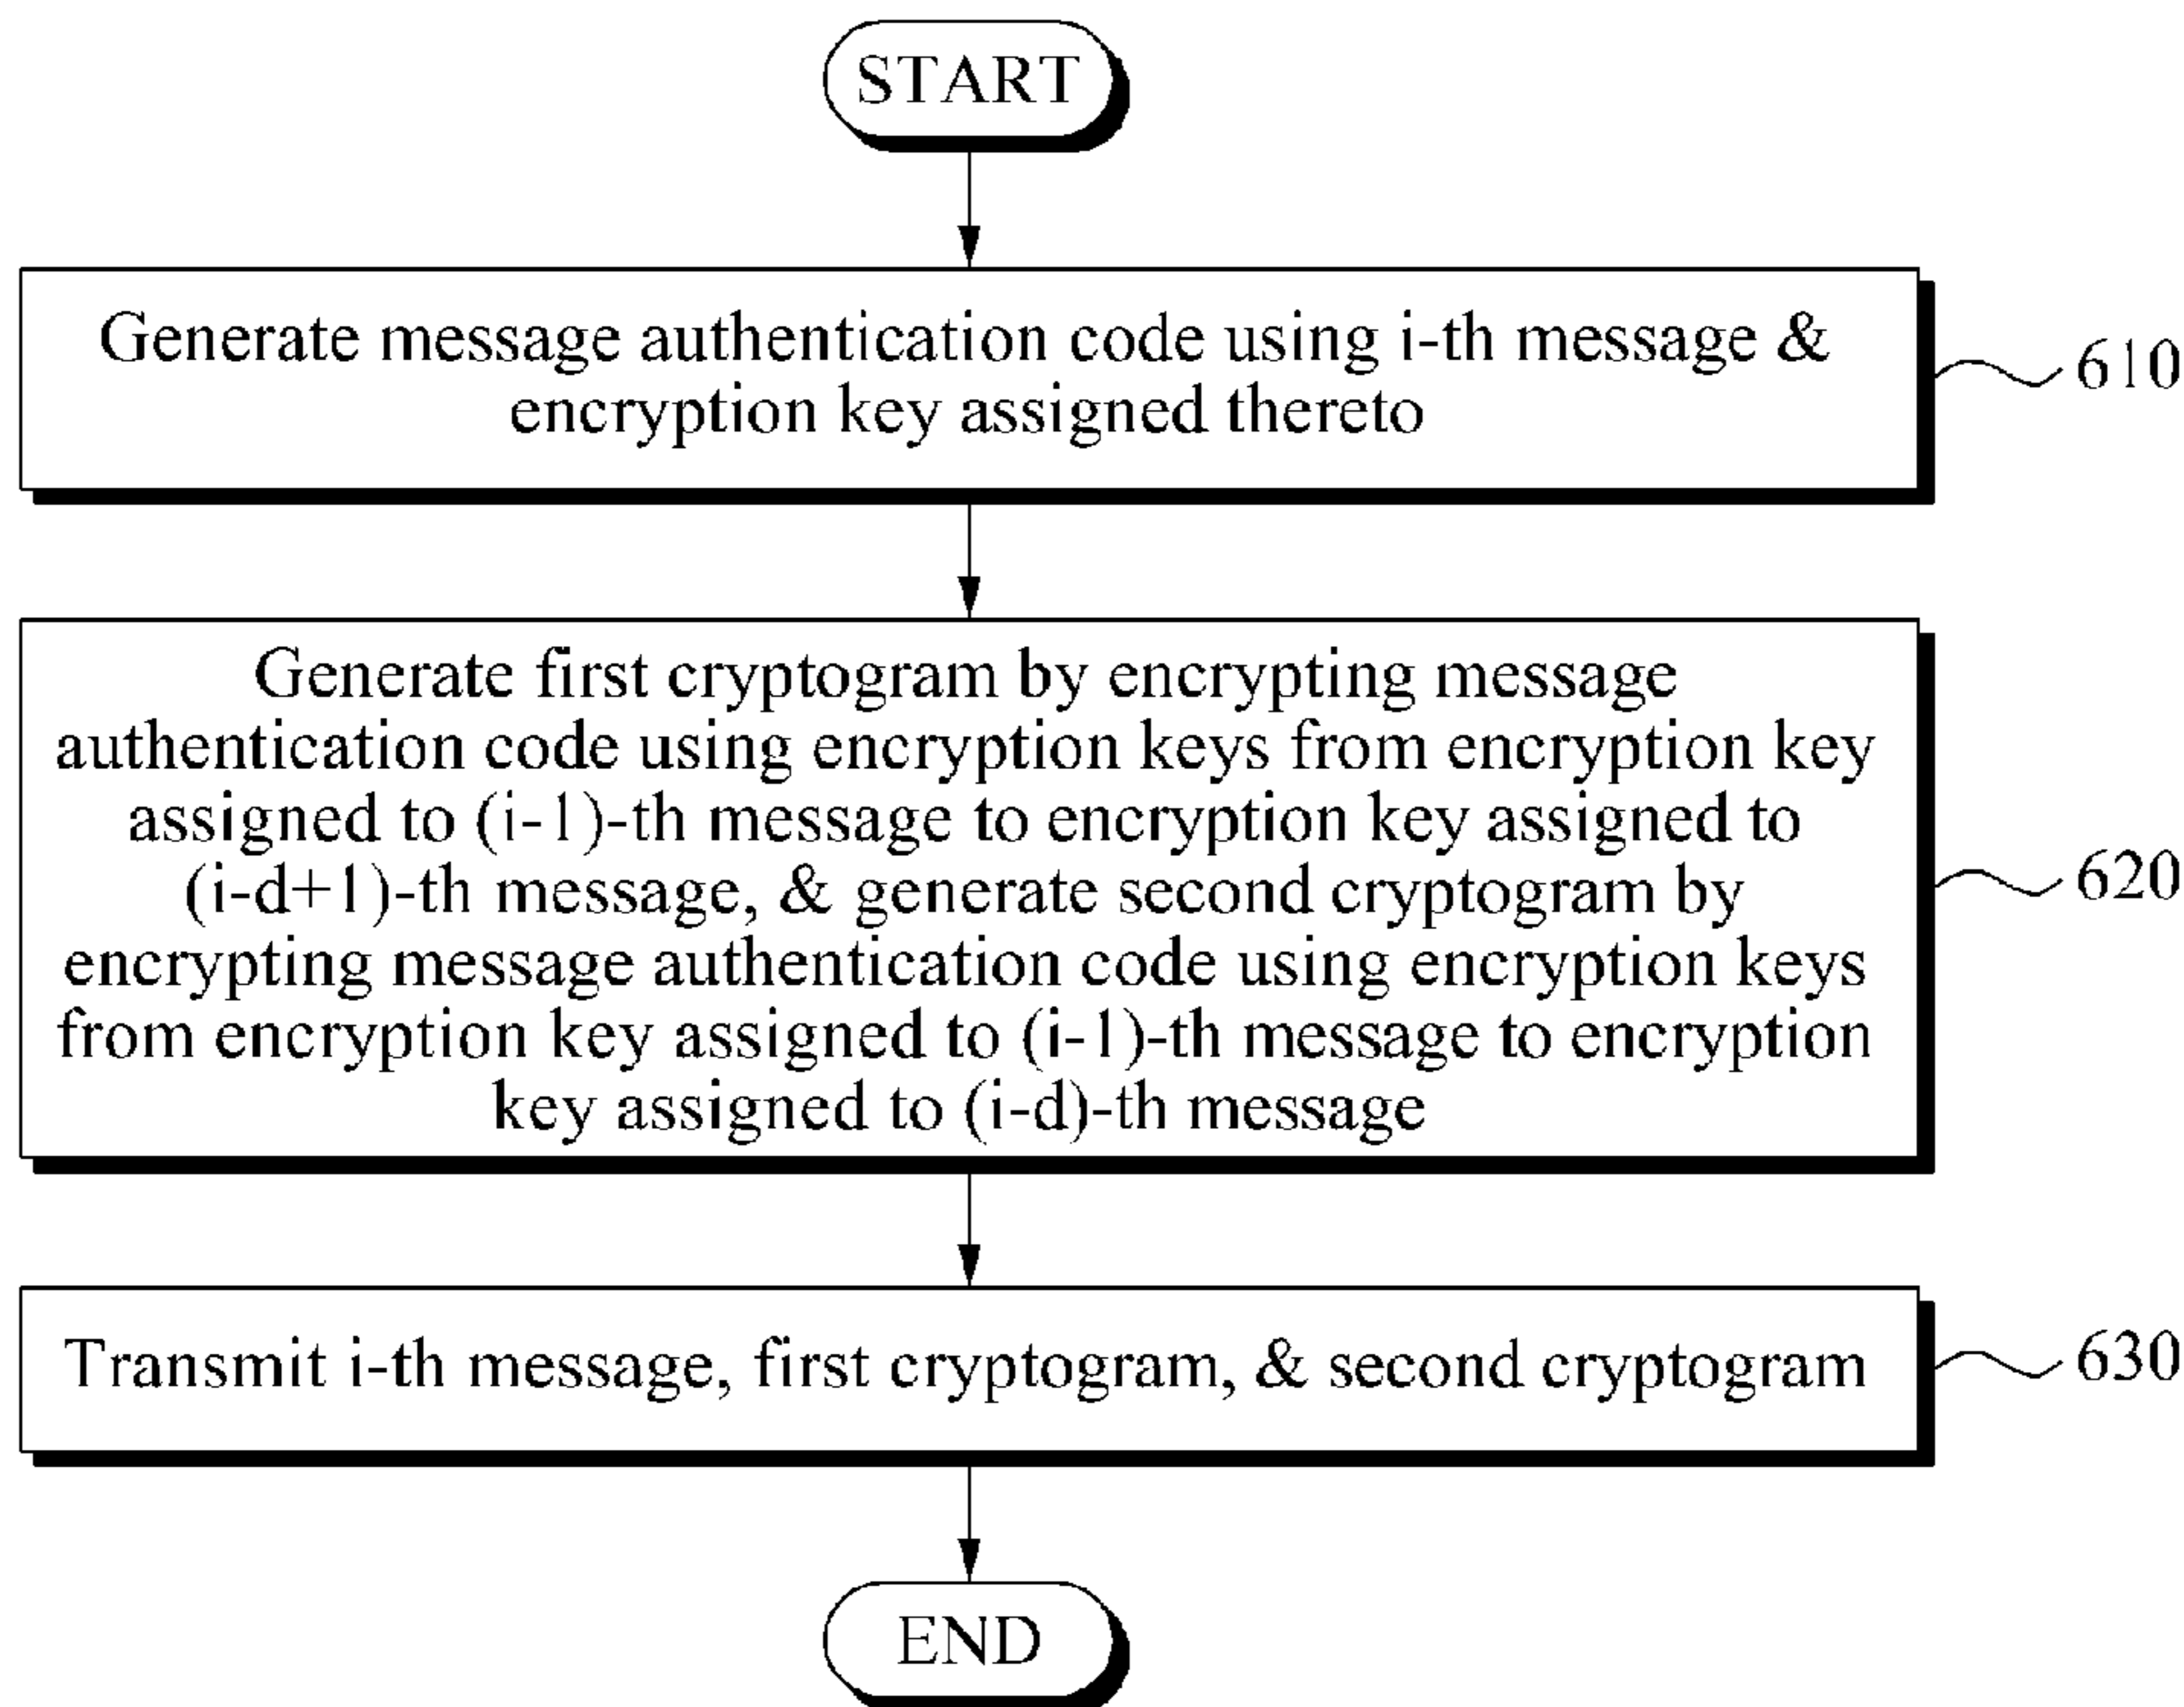 START
Generate message authentication code using i-th message &
encryption key assigned thereto
610
Generate first cryptogram by encrypting message
authentication code using encryption keys from encryption key
assigned to (i-1)-th message to encryption key assigned to
(i-d+1)-th message, & generate second cryptogram by
encrypting message authentication code using encryption keys
from encryption key assigned to (i-1)-th message to encryption
key assigned to (i-d)-th message
620
Transmit i-th message, first cryptogram, & second cryptogram
630
END